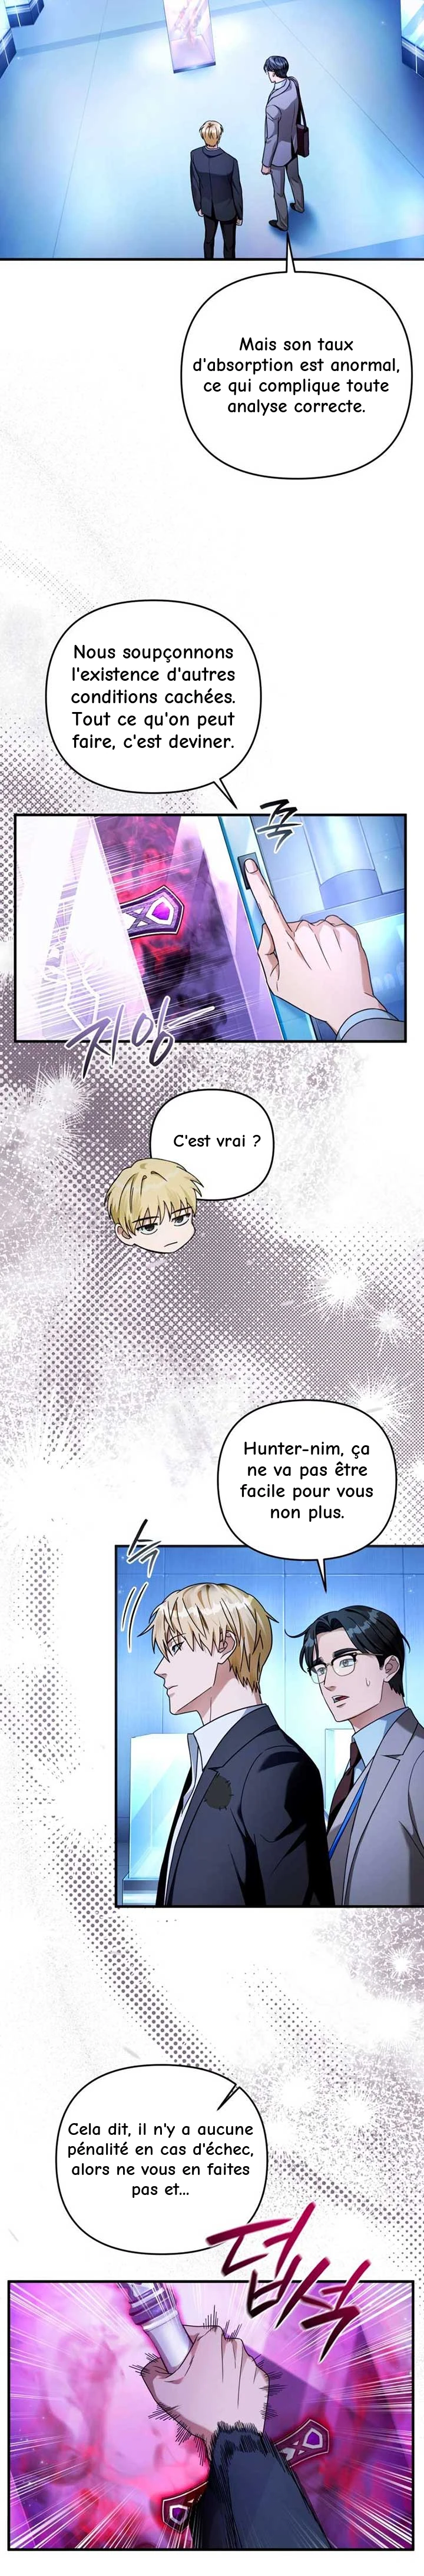 Mais son taux
d'absorption est anormal,
ce qui complique toute
analyse correcte.
Nous soupçonnons
l'existence d'autres
conditions cachées.
Tout ce qu'on peut
faire, c'est deviner.
꾹
지잉
C'est vrai ?
Hunter-nim, ça
ne va pas être
facile pour vous
non plus.
Cela dit, il n'y a aucune
pénalité en cas d'échec,
alors ne vous en faites
pas et...
덥석